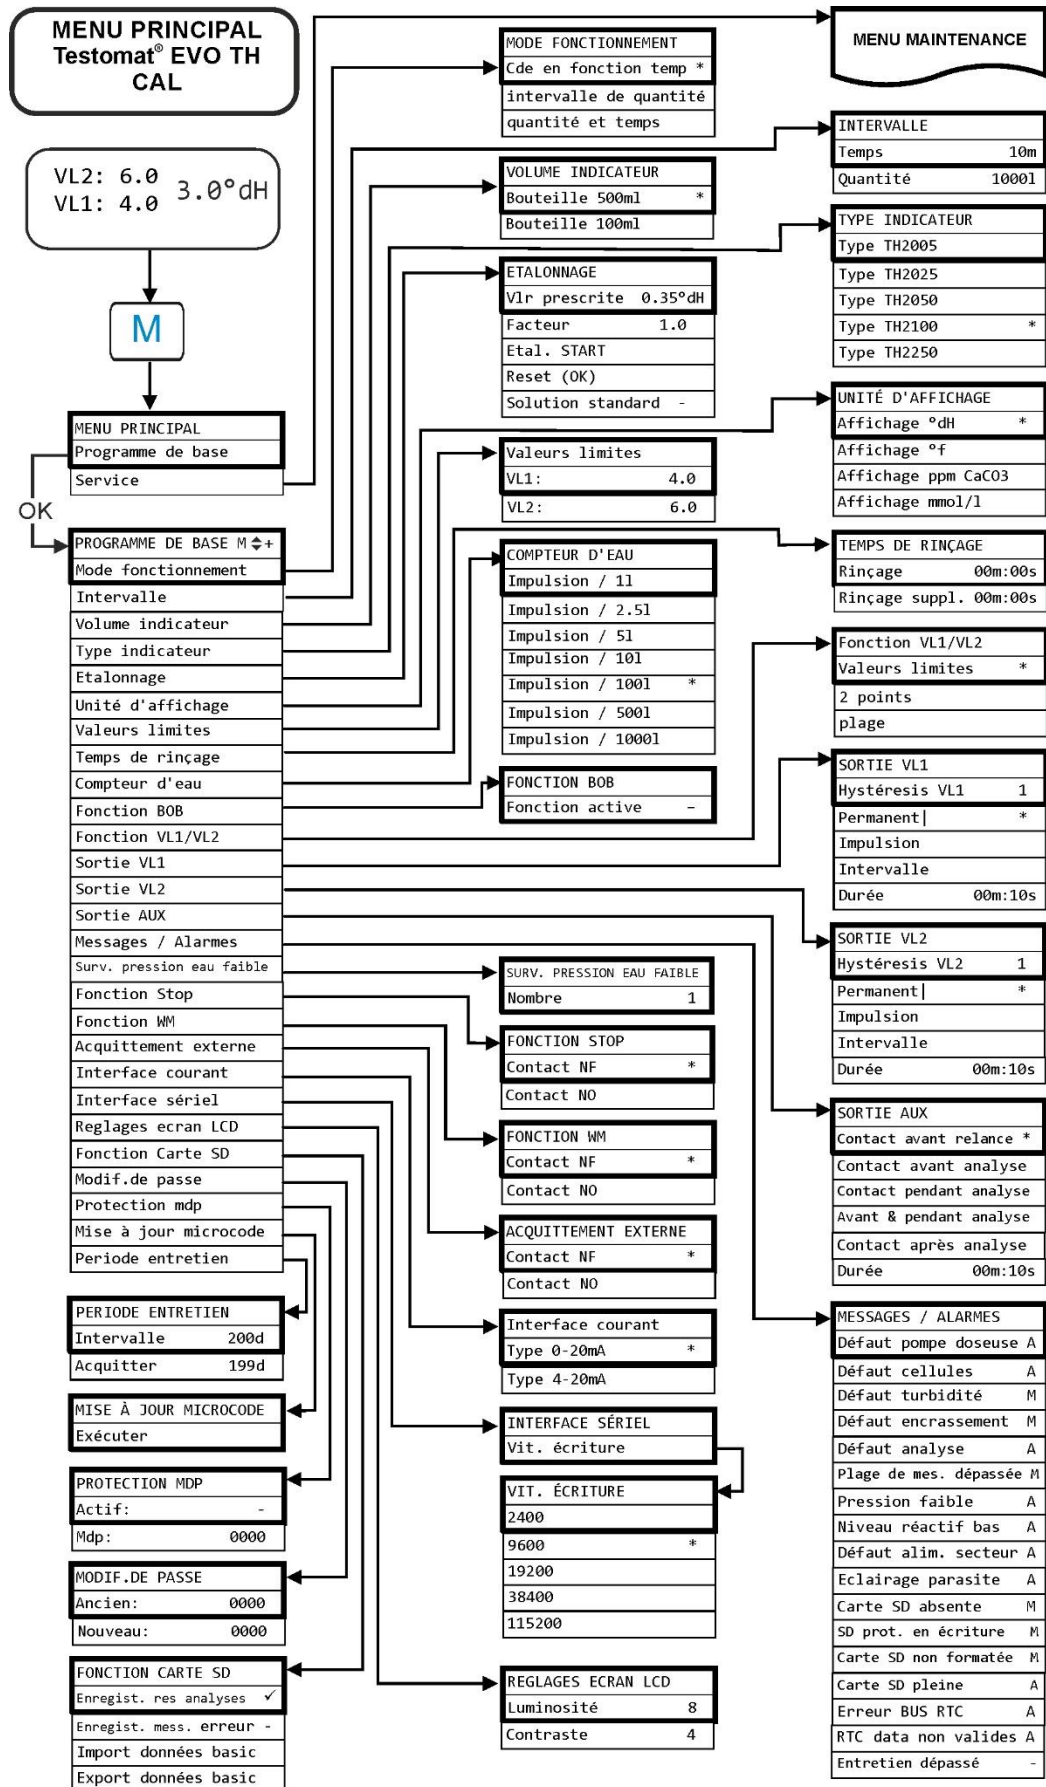 MENU PRINCIPAL
Testomat® EVO TH
CAL
VL2: 6.0
VL1: 4.0
3.0°dH
M
MENU PRINCIPAL
Programme de base
Service
OK
PROGRAMME DE BASE M +
Mode fonctionnement
Intervalle
Volume indicateur
Type indicateur
Etalonnage
Unité d'affichage
Valeurs limites
Temps de rinçage
Compteur d'eau
Fonction BOB
Fonction VL1/VL2
Sortie VL1
Sortie VL2
Sortie AUX
Messages / Alarmes
Surv. pression eau faible
Fonction Stop
Fonction WM
Acquittement externe
Interface courant
Interface sériel
Reglages ecran LCD
Fonction Carte SD
Modif.de passe
Protection mdp
Mise à jour microcode
Periode entretien
PERIODE ENTRETIEN
Intervalle 200d
Acquitter 199d
MISE À JOUR MICROCODE
Exécuter
PROTECTION MDP
Actif: -
Mdp: 0000
MODIF.DE PASSE
Ancien: 0000
Nouveau: 0000
FONCTION CARTE SD
Enregist. res analyses ✓
Enregist. mess. erreur -
Import données basic
Export données basic
MODE FONCTIONNEMENT
Cde en fonction temp *
intervalle de quantité
quantité et temps
VOLUME INDICATEUR
Bouteille 500ml *
Bouteille 100ml
ETALONNAGE
Vlr prescrite 0.35°dH
Facteur 1.0
Etal. START
Reset (OK)
Solution standard -
Valeurs limites
VL1: 4.0
VL2: 6.0
COMPTEUR D'EAU
Impulsion / 1l
Impulsion / 2.5l
Impulsion / 5l
Impulsion / 10l
Impulsion / 100l *
Impulsion / 500l
Impulsion / 1000l
FONCTION BOB
Fonction active -
SURV. PRESSION EAU FAIBLE
Nombre 1
FONCTION STOP
Contact NF *
Contact NO
FONCTION WM
Contact NF *
Contact NO
ACQUITTEMENT EXTERNE
Contact NF *
Contact NO
Interface courant
Type 0-20mA *
Type 4-20mA
INTERFACE SÉRIEL
Vit. écriture
VIT. ÉCRITURE
2400
9600 *
19200
38400
115200
REGLAGES ECRAN LCD
Luminosité 8
Contraste 4
MENU MAINTENANCE
INTERVALLE
Temps 10m
Quantité 1000l
TYPE INDICATEUR
Type TH2005
Type TH2025
Type TH2050
Type TH2100 *
Type TH2250
UNITÉ D'AFFICHAGE
Affichage °dH *
Affichage °f
Affichage ppm CaCO3
Affichage mmol/l
TEMPS DE RINÇAGE
Rinçage 00m:00s
Rinçage suppl. 00m:00s
Fonction VL1/VL2
Valeurs limites *
2 points
plage
SORTIE VL1
Hystéresis VL1 1
Permanent| *
Impulsion
Intervalle
Durée 00m:10s
SORTIE VL2
Hystéresis VL2 1
Permanent| *
Impulsion
Intervalle
Durée 00m:10s
SORTIE AUX
Contact avant relance *
Contact avant analyse
Contact pendant analyse
Avant & pendant analyse
Contact après analyse
Durée 00m:10s
MESSAGES / ALARMES
Défaut pompe doseuse A
Défaut cellules A
Défaut turbidité M
Défaut encrassement M
Défaut analyse A
Plage de mes. dépassée M
Pression faible A
Niveau réactif bas A
Défaut alim. secteur A
Eclairage parasite A
Carte SD absente M
SD prot. en écriture M
Carte SD non formatée M
Carte SD pleine A
Erreur BUS RTC A
RTC data non valides A
Entretien dépassé -